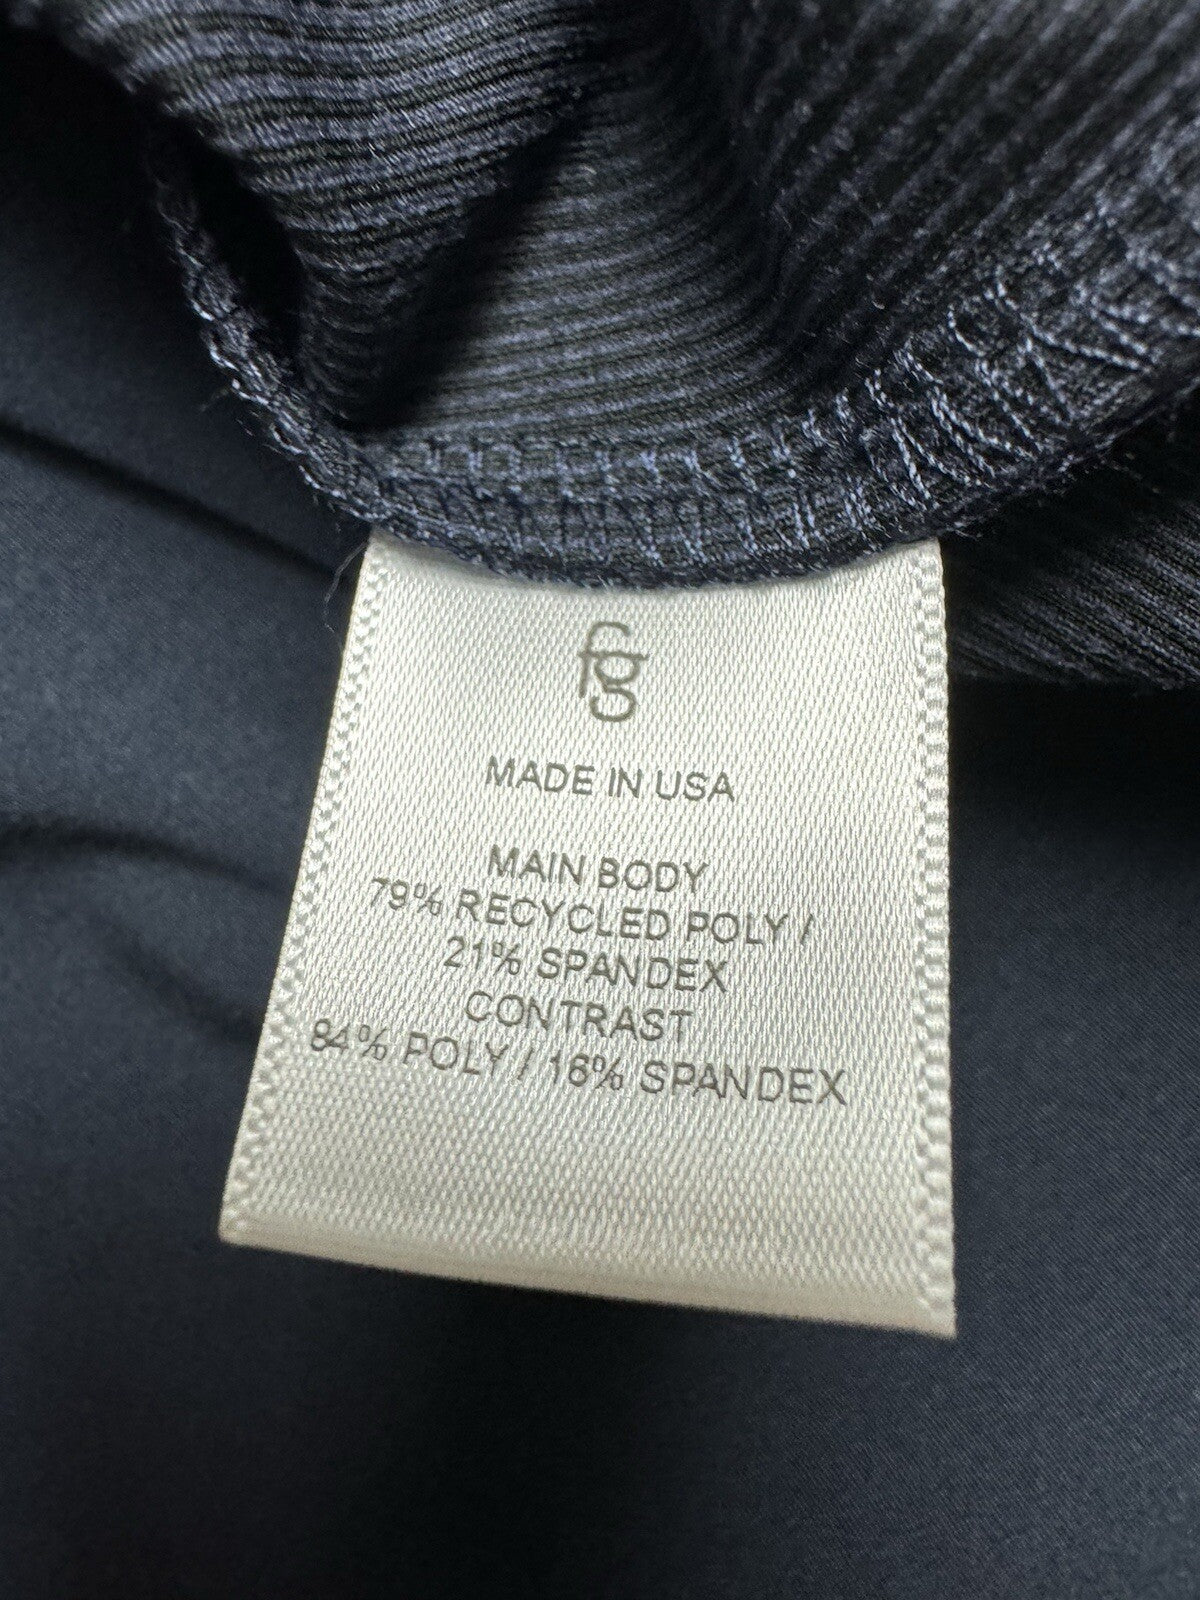 fg
MADE IN USA
MAIN BODY
79% RECYCLED POLY /
21% SPANDEX
CONTRAST
84% POLY / 16% SPANDEX